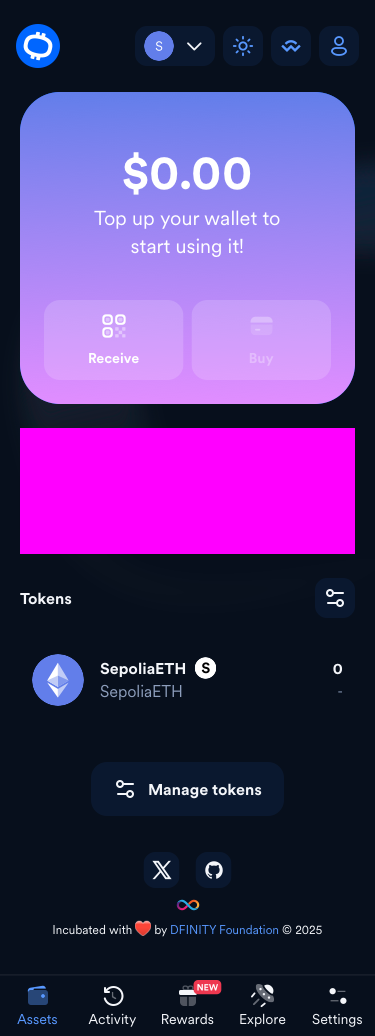 S
$0.00
Top up your wallet to
start using it!
Receive
Buy
Tokens
SepoliaETH S
0
SepoliaETH
-
Manage tokens
Incubated with ❤️ by DFINITY Foundation © 2025
NEW
Assets
Activity
Rewards
Explore
Settings